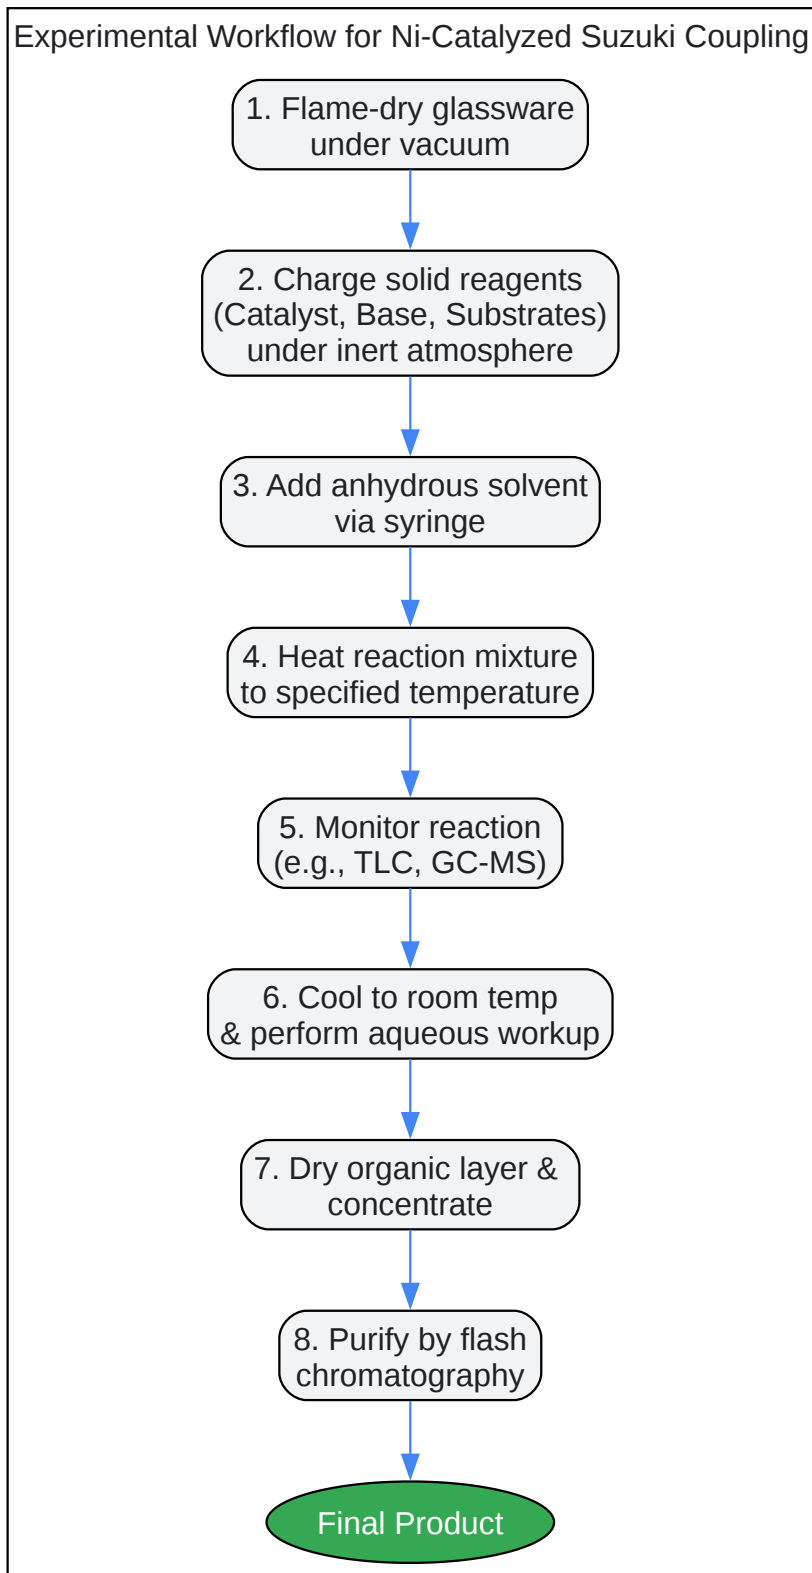 Experimental Workflow for Ni-Catalyzed Suzuki Coupling
1. Flame-dry glassware
under vacuum
2. Charge solid reagents
(Catalyst, Base, Substrates)
under inert atmosphere
3. Add anhydrous solvent
via syringe
4. Heat reaction mixture
to specified temperature
5. Monitor reaction
(e.g., TLC, GC-MS)
6. Cool to room temp
& perform aqueous workup
7. Dry organic layer &
concentrate
8. Purify by flash
chromatography
Final Product